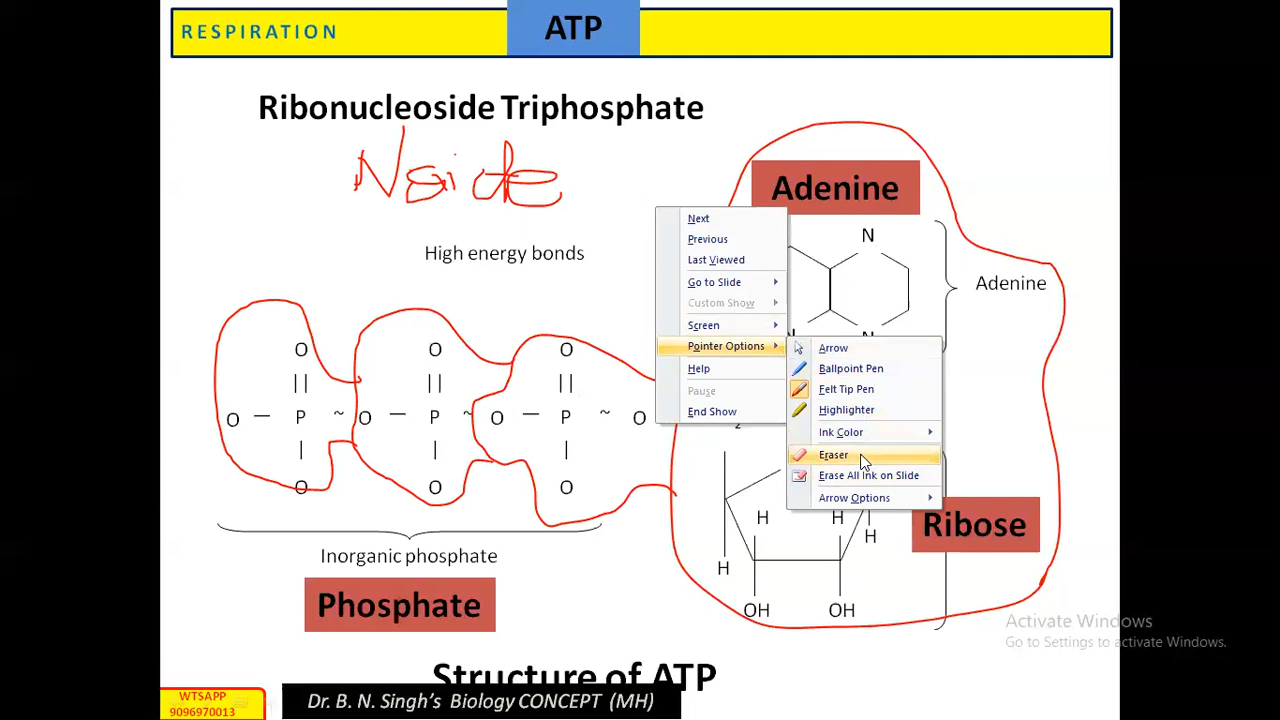 RESPIRATION
ATP
Ribonucleoside Triphosphate
Nside
Adenine
High energy bonds
N
Adenine
Next
Previous
Last Viewed
Go to Slide
Custom Show
Screen
Pointer Options
Help
Pause
End Show
Arrow
Ballpoint Pen
Felt Tip Pen
Highlighter
Ink Color
Eraser
Erase All Ink on Slide
Arrow Options
O O O
O — P ~ O — P ~ O — P ~ O
O O O
2
H H H
H
OH OH
Ribose
Inorganic phosphate
Phosphate
Activate Windows
Go to Settings to activate Windows.
Structure of ATP
WTSAPP
9096970013
Dr. B. N. Singh's Biology CONCEPT (MH)